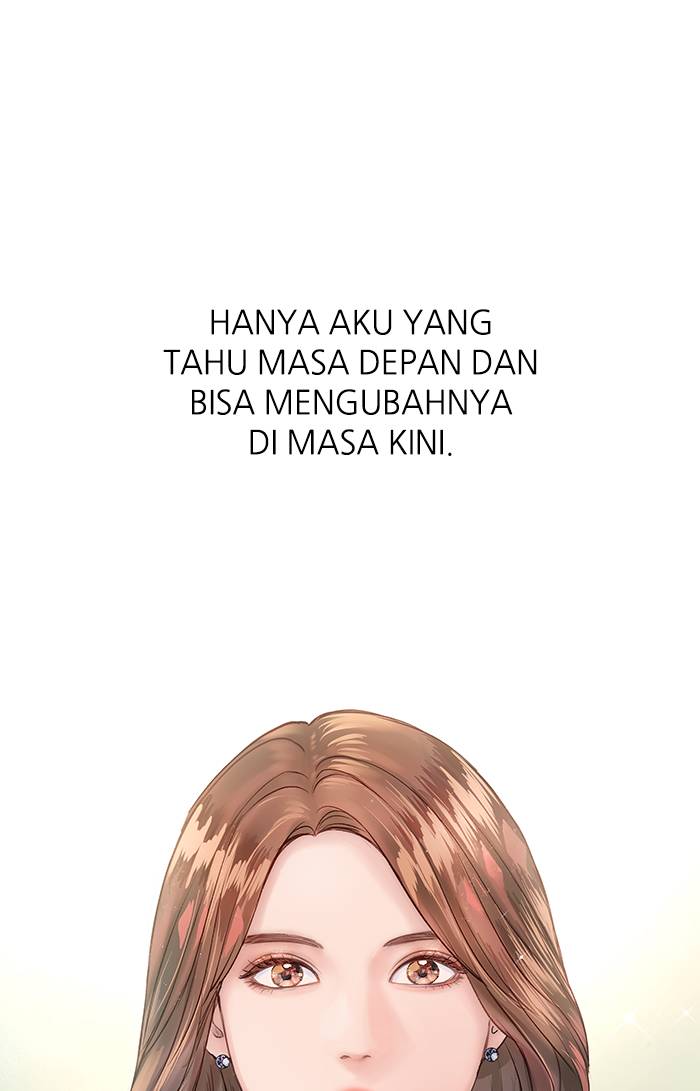 HANYA AKU YANG
TAHU MASA DEPAN DAN
BISA MENGUBAHNYA
DI MASA KINI.